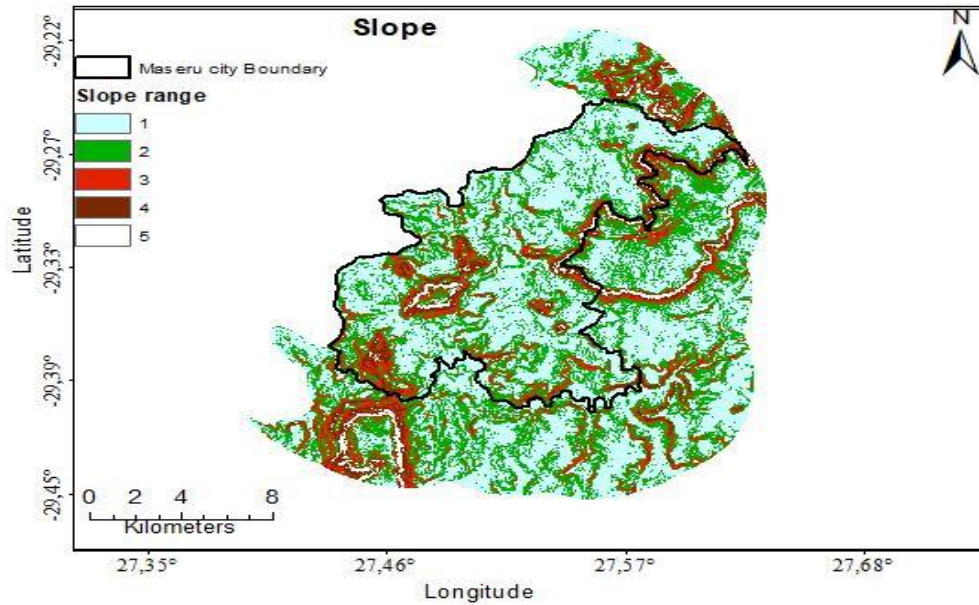 Slope
N
Maseru city Boundary
Slope range
1
2
3
4
5
Latitude
-29,22°
-29,27°
-29,33°
-29,39°
-29,45°
0 2 4 8
Kilometers
27,35° 27,46° 27,57° 27,68°
Longitude